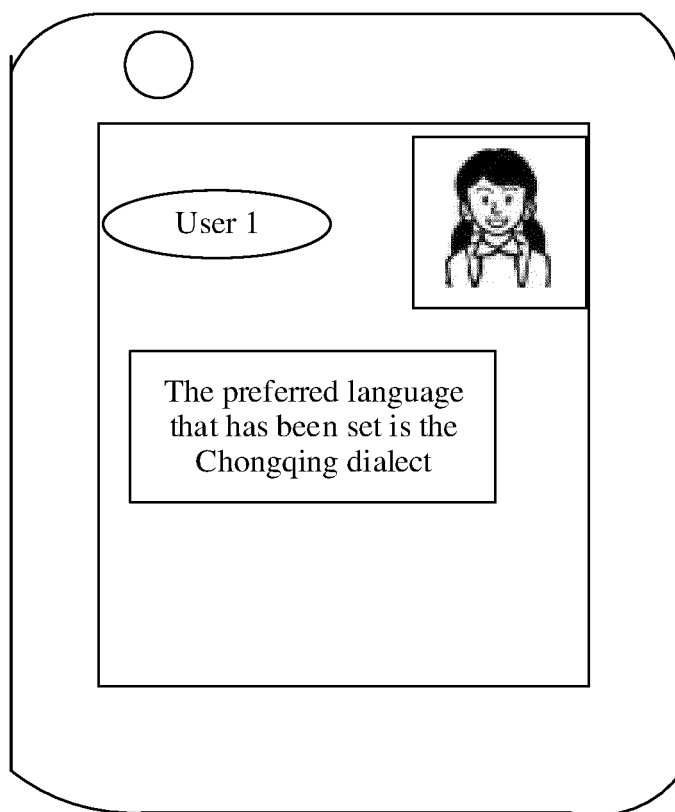 User 1
The preferred language
that has been set is the
Chongqing dialect